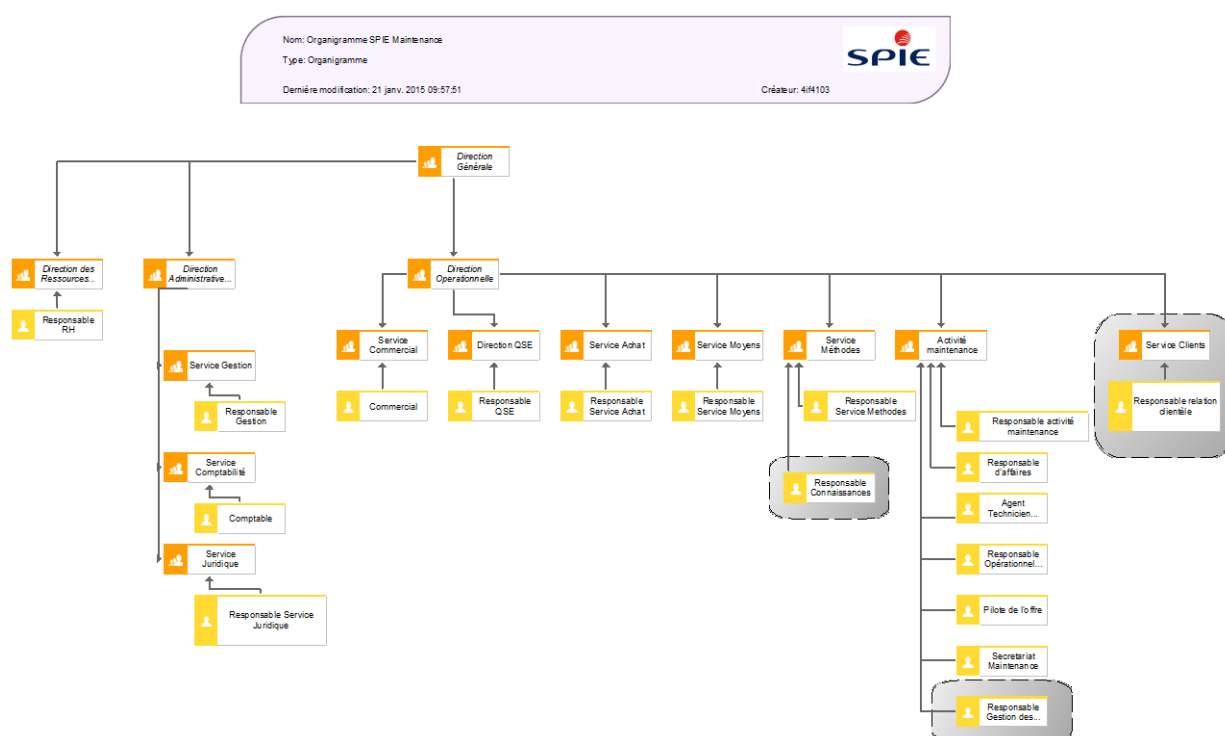 Nom: Organigramme SPIE Maintenance
Type: Organigramme
Dernière modification: 21 janv. 2015 09:57:51
Créateur: 4if4103
SPIE
Direction
Générale
Direction des
Ressources...
Direction
Administrative...
Direction
Operationnelle
Responsable
RH
Service
Commercial
Direction QSE
Service Achat
Service Moyens
Service
Méthodes
Activité
maintenance
Service Clients
Service Gestion
Commercial
Responsable
QSE
Responsable
Service Achat
Responsable
Service Moyens
Responsable
Service Methodes
Responsable relation
clientèle
Responsable
Gestion
Responsable activité
maintenance
Service
Comptabilité
Responsable
d'affaires
Responsable
Connaissances
Comptable
Agent
Technicien...
Service
Juridique
Responsable
Opérationnel...
Responsable Service
Juridique
Pilote de l'offre
Secretariat
Maintenance
Responsable
Gestion des...